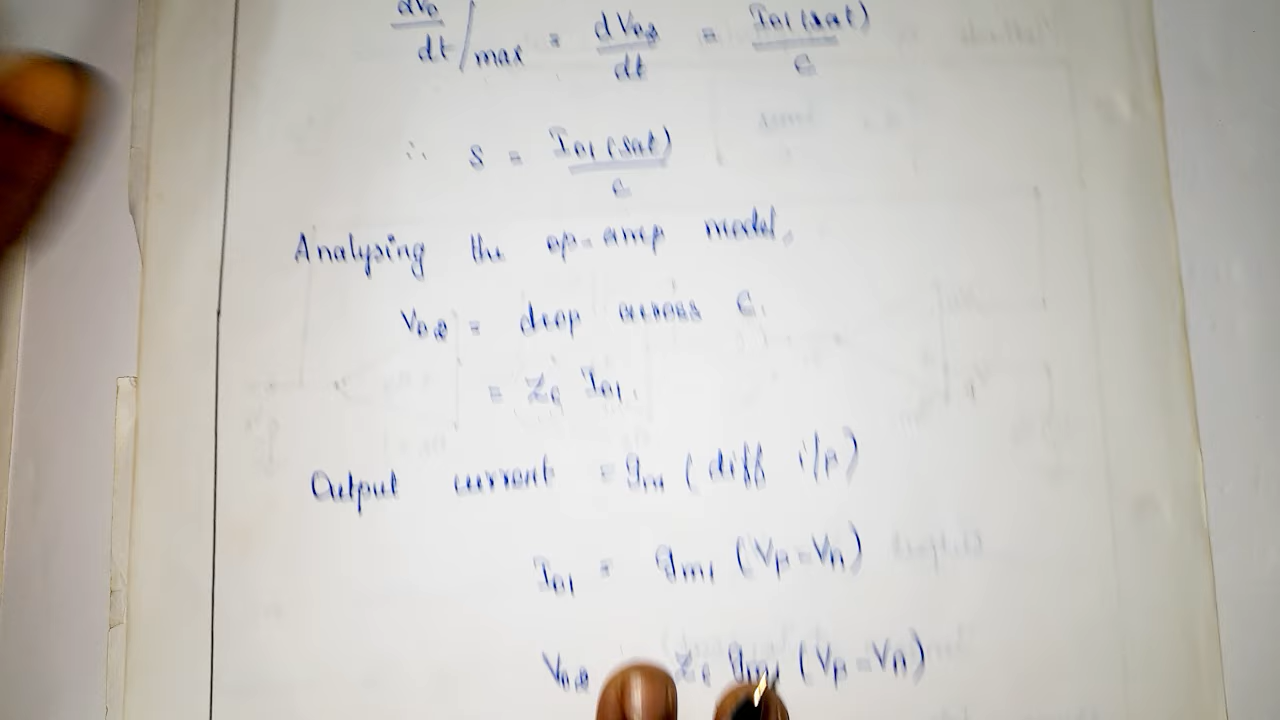 dVo/dt/max = dVo2/dt = Io1(sat)/C
∴ S = Io1(sat)/C
Analysing the op-amp model,
Vo2 = drop across C.
= Zc Io1.
Output current = gm (diff i/p)
Io1 = gm1 (Vp-Vn)
Vo2 Zc gm1 (Vp-Vn)